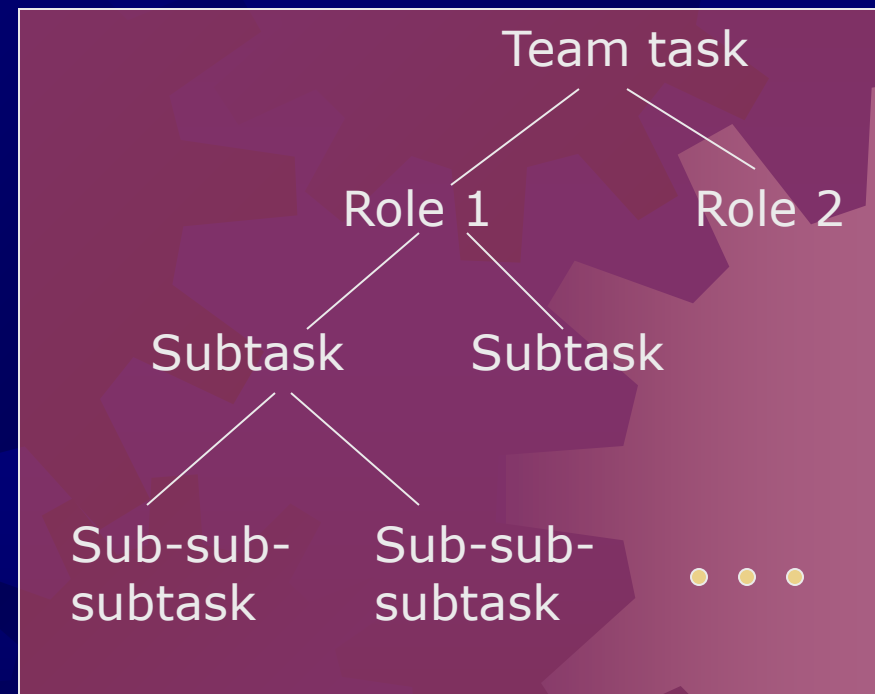 Team task
Role 1
Role 2
Subtask
Subtask
Sub-sub-
subtask
Sub-sub-
subtask